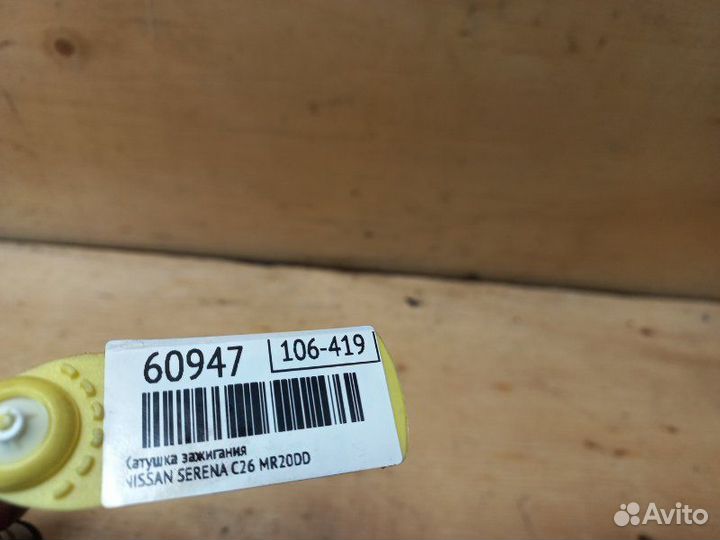 60947
106-419
Катушка зажигания
NISSAN SERENA C26 MR20DD
Avito